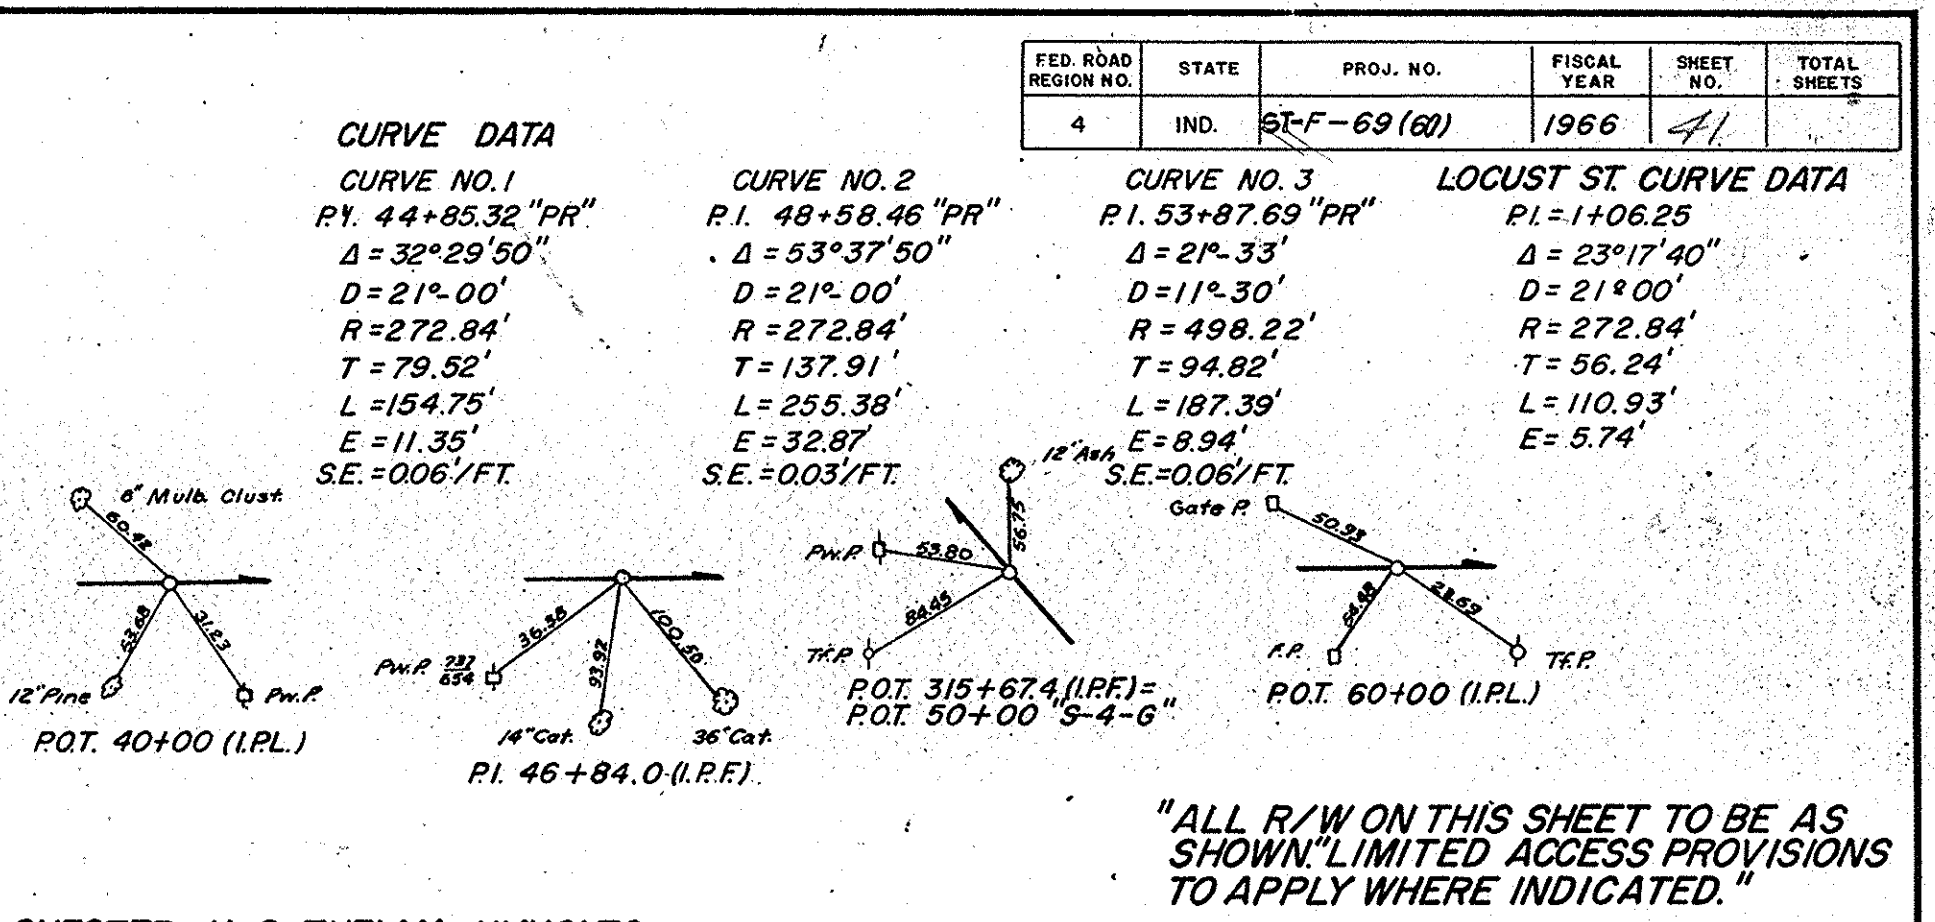 FED. ROAD REGION NO. STATE PROJ. NO. FISCAL YEAR SHEET NO. TOTAL SHEETS
4 IND. ST-F-69(60) 1966 41
CURVE DATA
CURVE NO. 1
P.I. 44+85.32 "PR"
Δ = 32°29'50"
D = 21°-00'
R = 272.84'
T = 79.52'
L = 154.75'
E = 11.35'
S.E. = 0.06'/FT.
CURVE NO. 2
P.I. 48+58.46 "PR"
Δ = 53°37'50"
D = 21°-00'
R = 272.84'
T = 137.91'
L = 255.38'
E = 32.87'
S.E. = 0.03'/FT.
CURVE NO. 3
P.I. 53+87.69 "PR"
Δ = 21°-33'
D = 11°-30'
R = 498.22'
T = 94.82'
L = 187.39'
E = 8.94'
S.E. = 0.06'/FT.
LOCUST ST. CURVE DATA
P.I. = 1+06.25
Δ = 23°17'40"
D = 21°00'
R = 272.84'
T = 56.24'
L = 110.93'
E = 5.74'
Mulb. Clust.
60.42
53.68
31.23
12" Pine
Pw.P.
P.O.T. 40+00 (I.P.L.)
36.38
93.92
100.50
Pw.P. 737/654
14" Cat.
36" Cat.
P.I. 46+84.0 (I.P.F.)
12" Ash
56.75
Pw.P.
53.80
84.45
Tf.P.
P.O.T. 315+67.4 (I.P.F.) =
P.O.T. 50+00 "S-4-G"
Gate P.
50.93
23.69
F.P.
Tf.P.
P.O.T. 60+00 (I.P.L.)
"ALL R/W ON THIS SHEET TO BE AS
SHOWN." LIMITED ACCESS PROVISIONS
TO APPLY WHERE INDICATED."